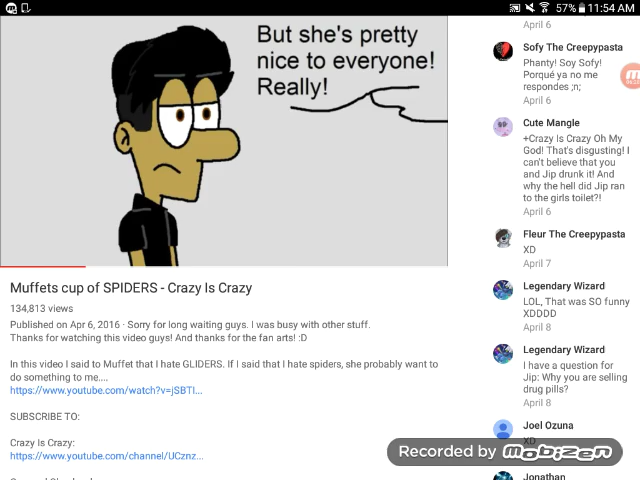 57% 11:54 AM
But she's pretty
nice to everyone!
Really!
Muffets cup of SPIDERS - Crazy Is Crazy
134,813 views
Published on Apr 6, 2016 · Sorry for long waiting guys. I was busy with other stuff.
Thanks for watching this video guys! And thanks for the fan arts! :D
In this video I said to Muffet that I hate GLIDERS. If I said that I hate spiders, she probably want to
do something to me....
https://www.youtube.com/watch?v=jSBTI...
SUBSCRIBE TO:
Crazy Is Crazy:
https://www.youtube.com/channel/UCznz...
April 6
Sofy The Creepypasta
Phanty! Soy Sofy!
Porqué ya no me
respondes ;n;
April 6
Cute Mangle
+Crazy Is Crazy Oh My
God! That's disgusting! I
can't believe that you
and Jip drunk it! And
why the hell did Jip ran
to the girls toilet?!
April 6
Fleur The Creepypasta
XD
April 7
Legendary Wizard
LOL, That was SO funny
XDDDD
April 8
Legendary Wizard
I have a question for
Jip: Why you are selling
drug pills?
April 8
Joel Ozuna
XD
Jonathan
Recorded by mobizen